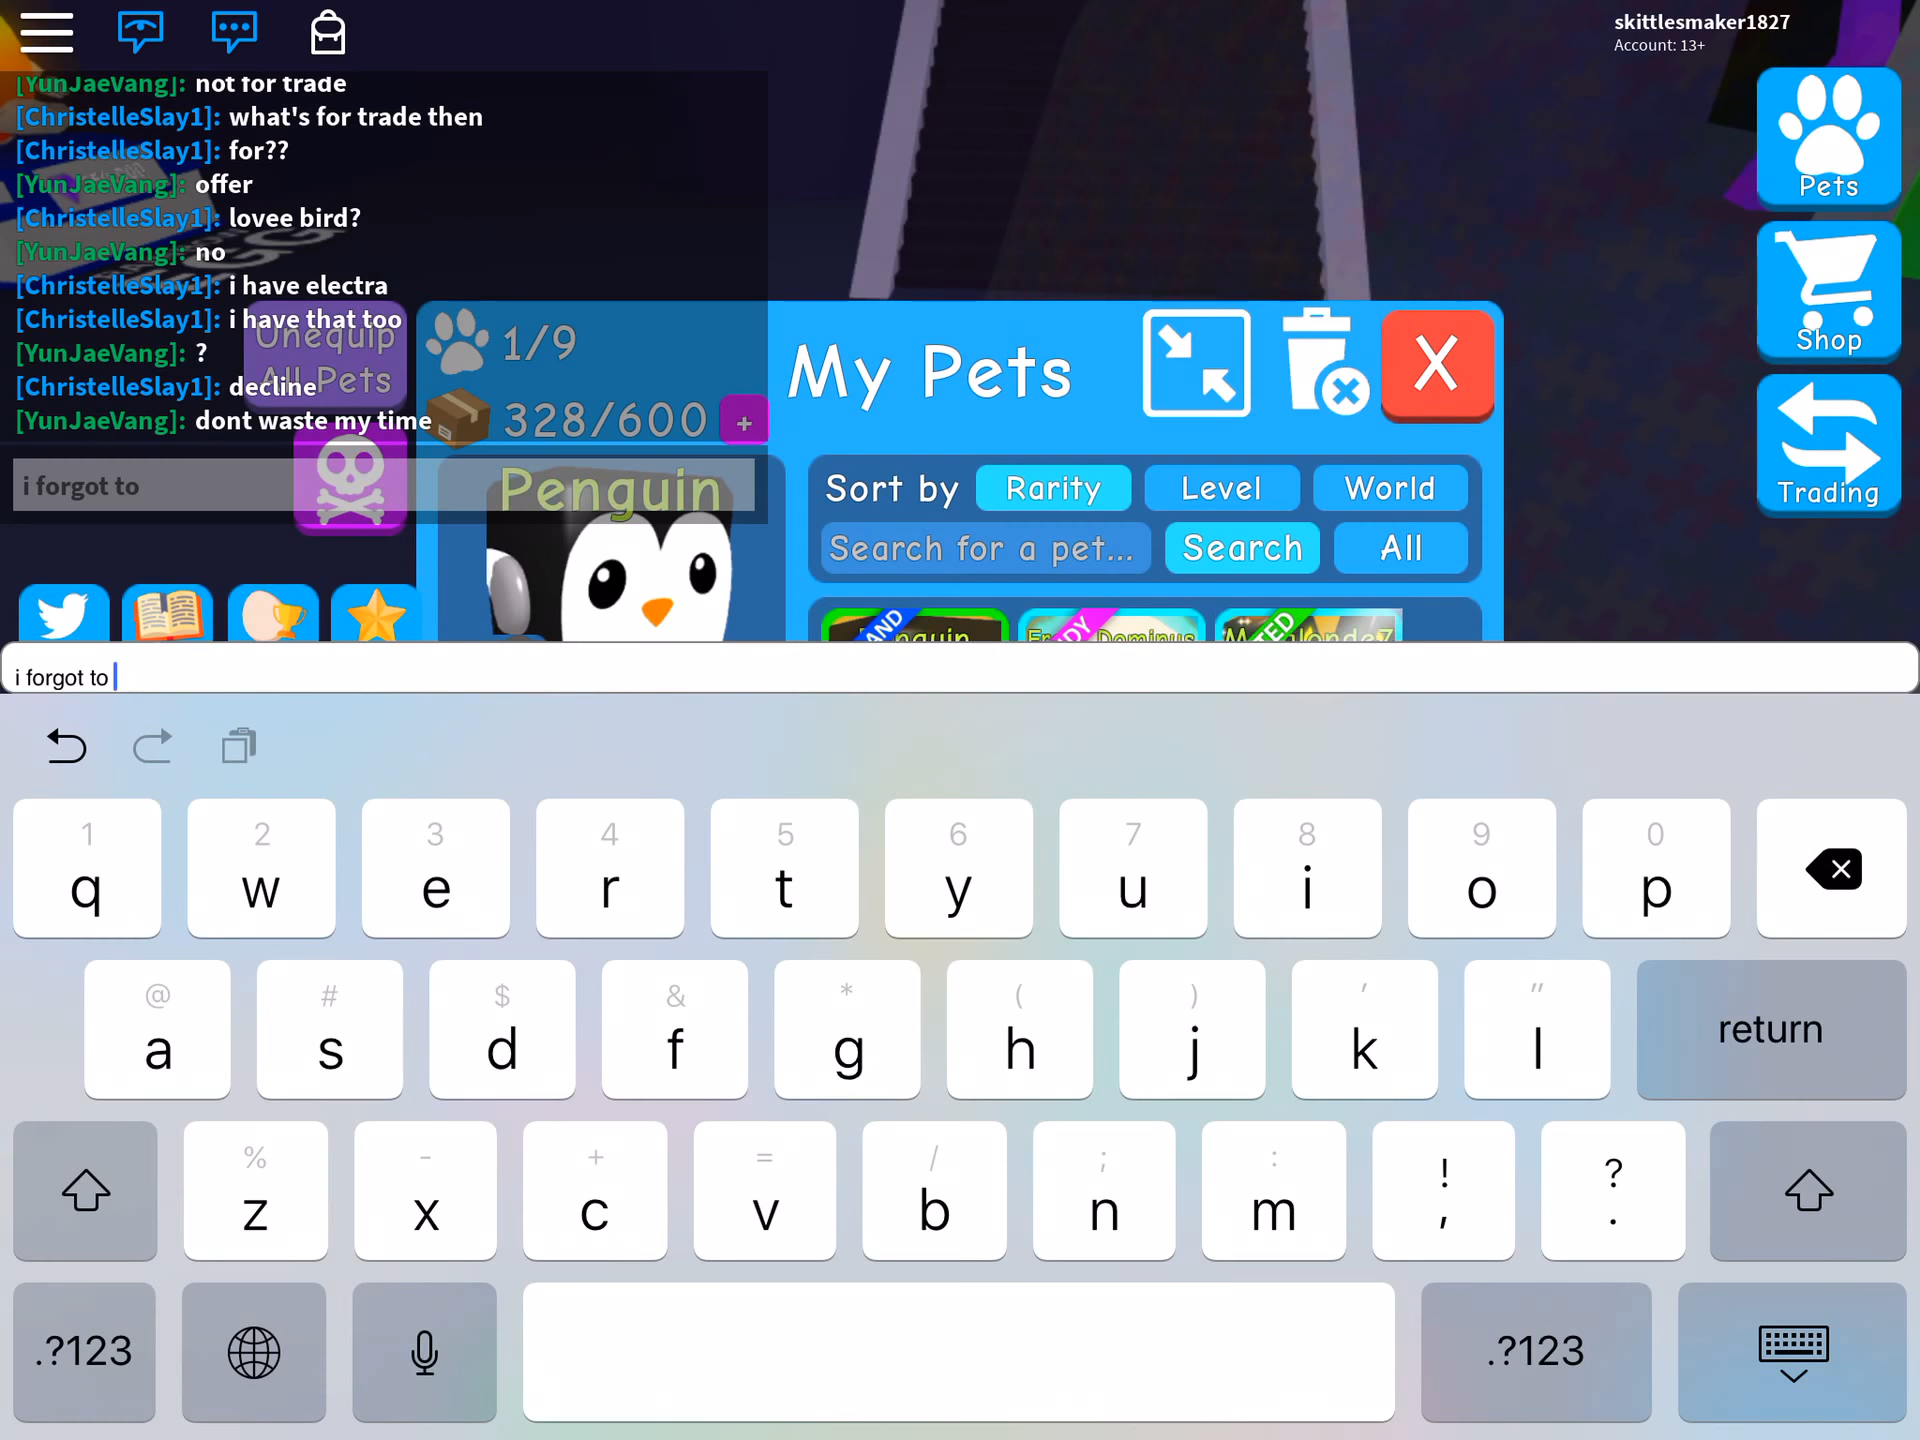 skittlesmaker1827
Account: 13+
[YunJaeVang]: not for trade
[ChristelleSlay1]: what's for trade then
[ChristelleSlay1]: for??
[YunJaeVang]: offer
[ChristelleSlay1]: lovee bird?
[YunJaeVang]: no
[ChristelleSlay1]: i have electra
[ChristelleSlay1]: i have that too
[YunJaeVang]: ?
[ChristelleSlay1]: decline
[YunJaeVang]: dont waste my time
i forgot to
Unequip
All Pets
1/9
328/600 +
My Pets
X
Pets
Shop
Trading
Penguin
Sort by Rarity Level World
Search for a pet... Search All
Penguin
Dominus
i forgot to
1 2 3 4 5 6 7 8 9 0
q w e r t y u i o p
@ # $ & * ( ) ' "
a s d f g h j k l return
% - + = / ; : ! ?
z x c v b n m , .
.?123 .?123